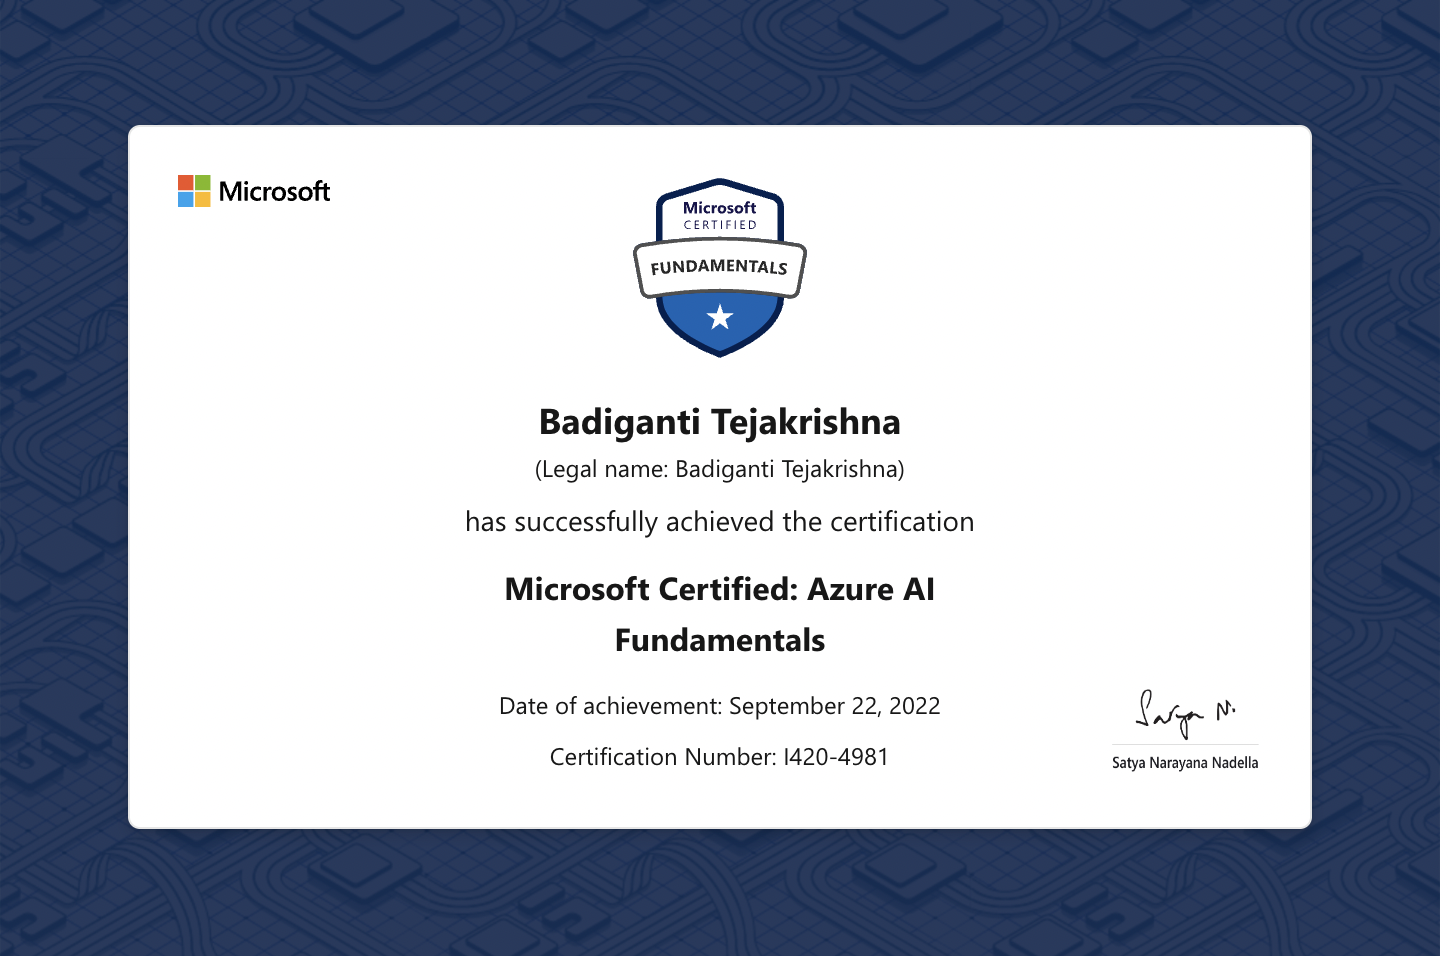 Microsoft
Microsoft
CERTIFIED
FUNDAMENTALS
Badiganti Tejakrishna
(Legal name: Badiganti Tejakrishna)
has successfully achieved the certification
Microsoft Certified: Azure AI
Fundamentals
Date of achievement: September 22, 2022
Certification Number: I420-4981
Satya N.
Satya Narayana Nadella